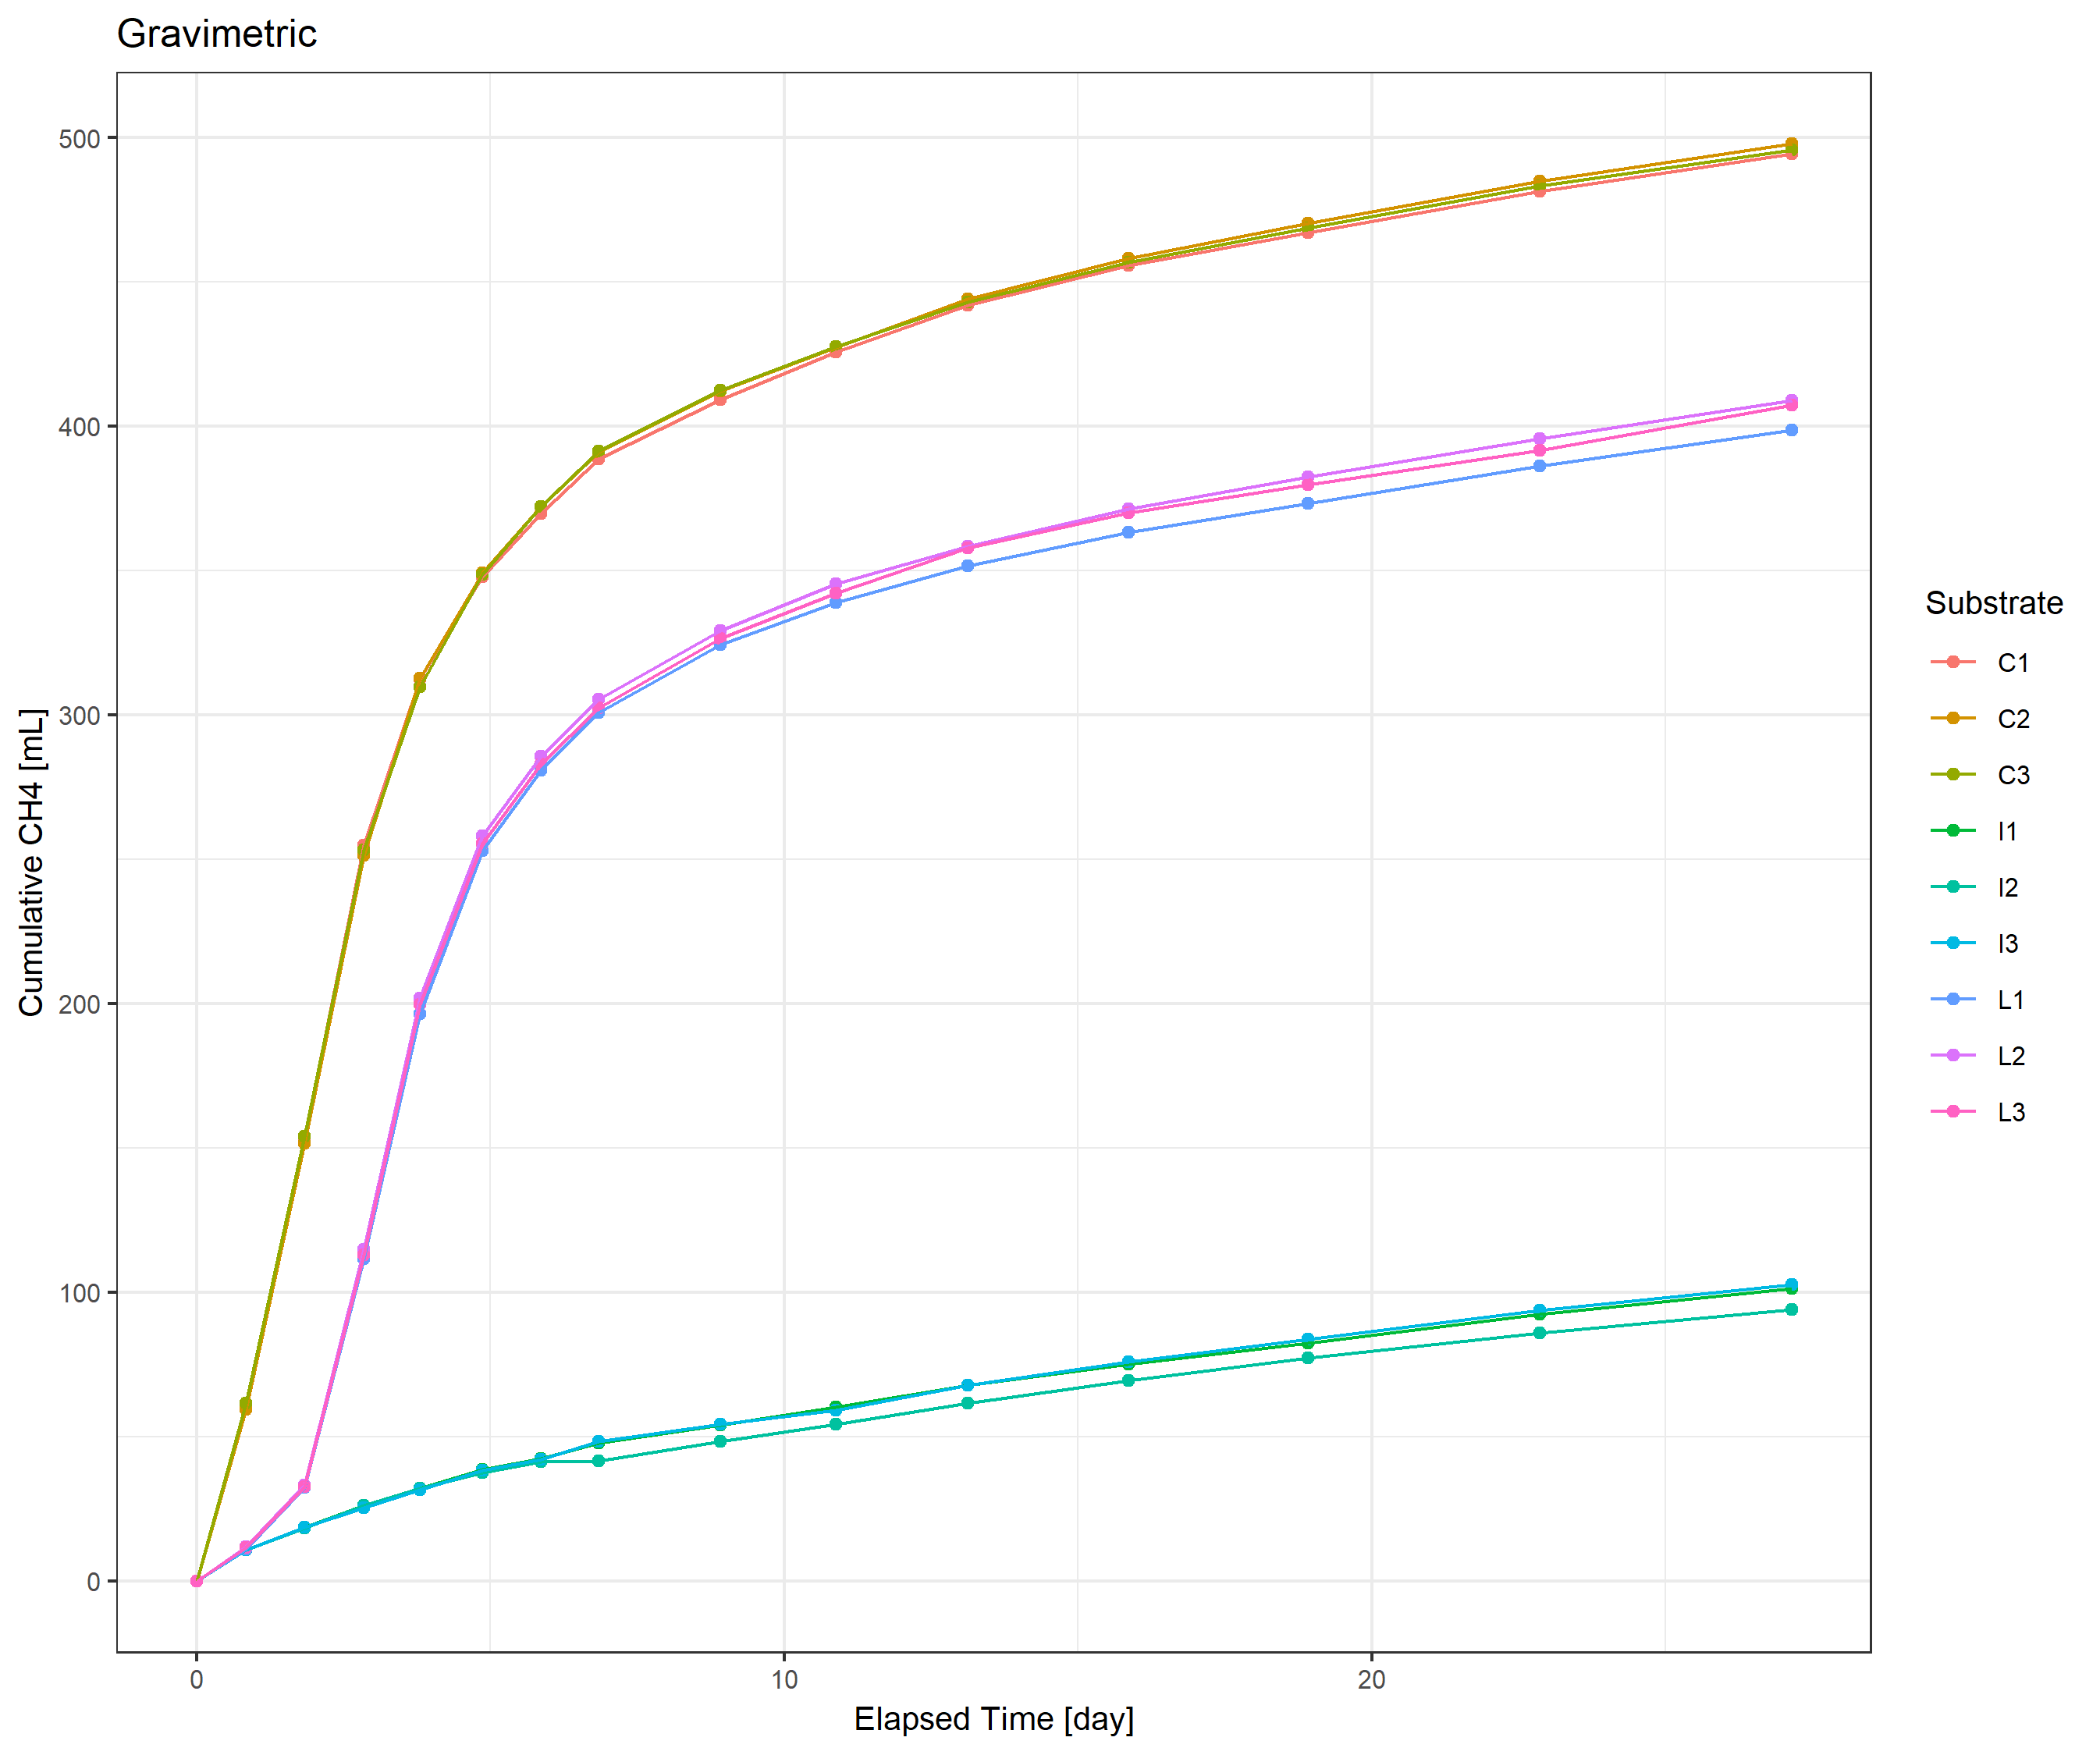 Gravimetric
Cumulative CH4 [mL]
500
400
300
200
100
0
0
10
20
Elapsed Time [day]
Substrate
C1
C2
C3
I1
I2
I3
L1
L2
L3